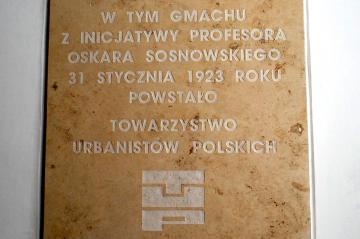 W TYM GMACHU
Z INICJATYWY PROFESORA
OSKARA SOSNOWSKIEGO
31 STYCZNIA 1923 ROKU
POWSTAŁO
TOWARZYSTWO
URBANISTÓW POLSKICH